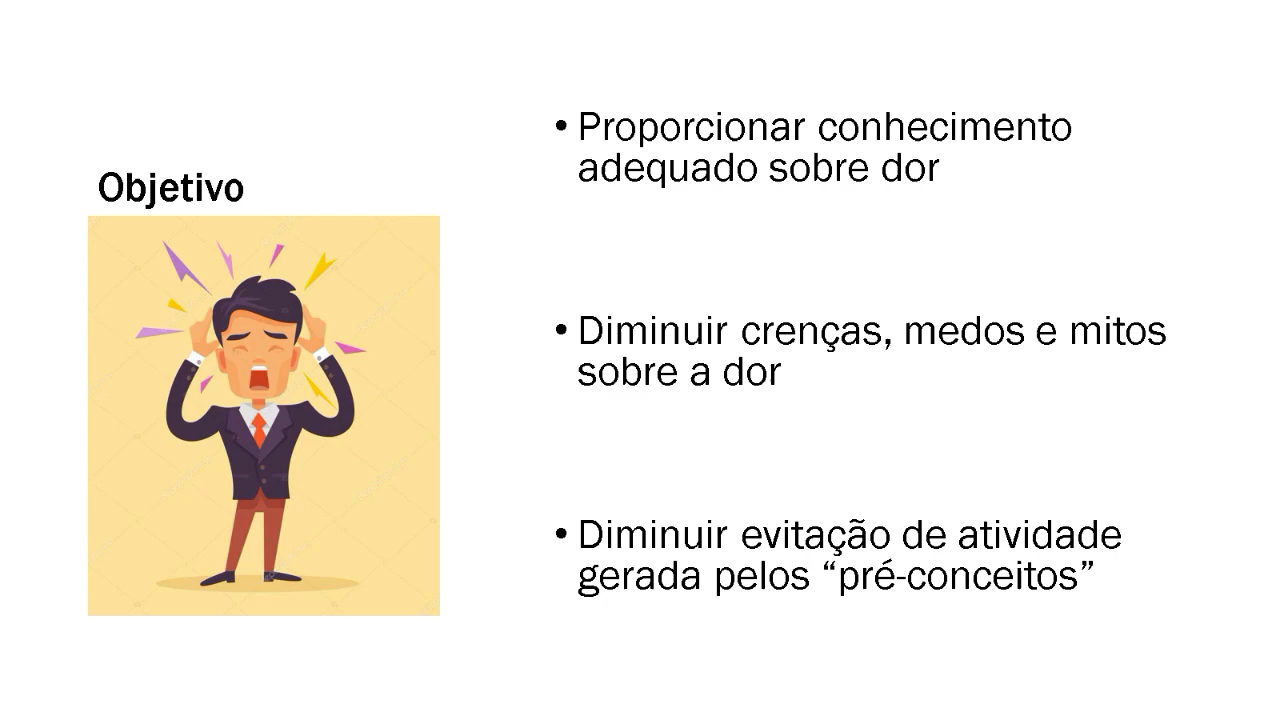 Objetivo
• Proporcionar conhecimento
adequado sobre dor
• Diminuir crenças, medos e mitos
sobre a dor
• Diminuir evitação de atividade
gerada pelos “pré-conceitos”